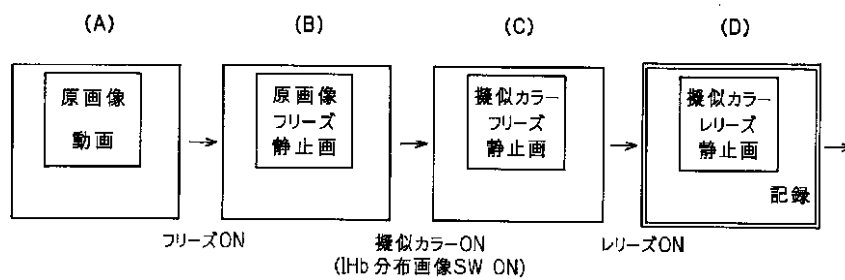 (A)
(B)
(C)
(D)
原画像
動画
原画像
フリーズ
静止画
擬似カラー
フリーズ
静止画
擬似カラー
レリーズ
静止画
記録
フリーズON
擬似カラーON
(IHb分布画像SW ON)
レリーズON